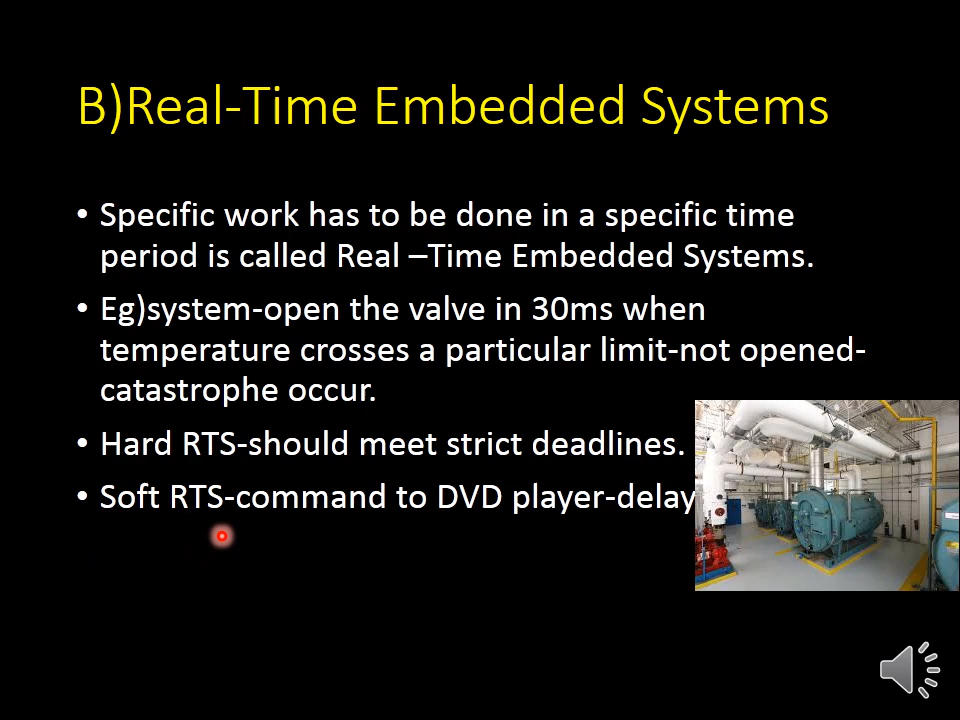 B)Real-Time Embedded Systems
• Specific work has to be done in a specific time
period is called Real –Time Embedded Systems.
• Eg)system-open the valve in 30ms when
temperature crosses a particular limit-not opened-
catastrophe occur.
• Hard RTS-should meet strict deadlines.
• Soft RTS-command to DVD player-delay